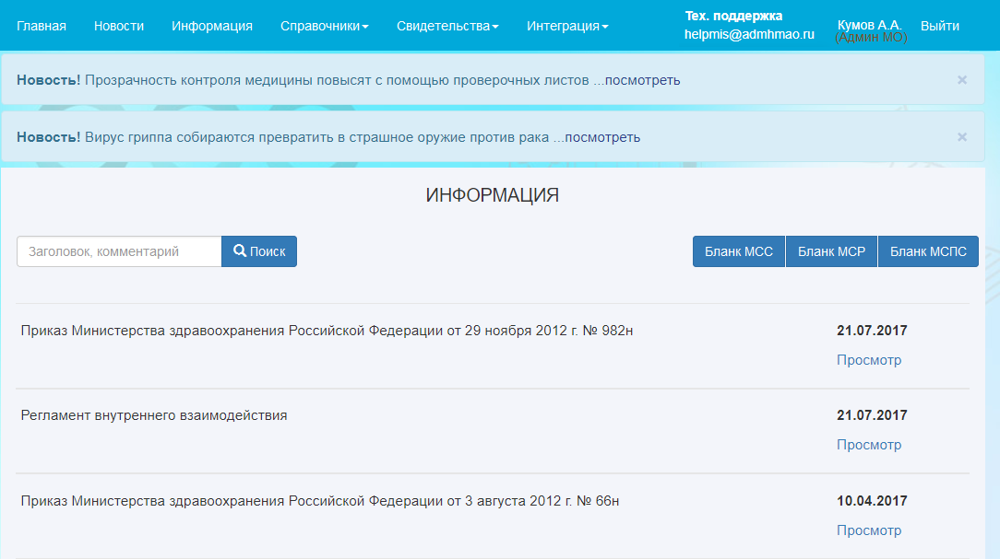 Главная Новости Информация Справочники Свидетельства Интеграция
Тех. поддержка
helpmis@admhmao.ru
Кумов А.А.
(Админ МО)
Выйти
Новость! Прозрачность контроля медицины повысят с помощью проверочных листов ...посмотреть ×
Новость! Вирус гриппа собираются превратить в страшное оружие против рака ...посмотреть ×
ИНФОРМАЦИЯ
Заголовок, комментарий Поиск Бланк МСС Бланк МСР Бланк МСПС
Приказ Министерства здравоохранения Российской Федерации от 29 ноября 2012 г. № 982н 21.07.2017
Просмотр
Регламент внутреннего взаимодействия 21.07.2017
Просмотр
Приказ Министерства здравоохранения Российской Федерации от 3 августа 2012 г. № 66н 10.04.2017
Просмотр